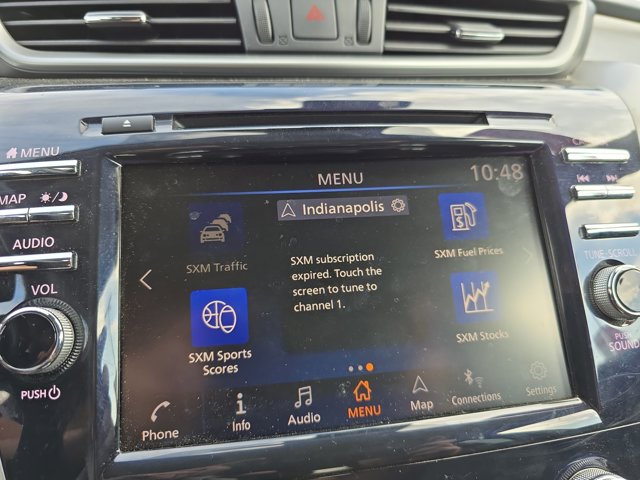 MENU
10:48
MENU
Indianapolis
MAP
SXM Traffic
SXM subscription
expired. Touch the
screen to tune to
channel 1.
SXM Fuel Prices
AUDIO
TUNE·SCROLL
VOL
SXM Sports
Scores
SXM Stocks
PUSH
SOUND
PUSH
Phone
Info
Audio
MENU
Map
Connections
Settings